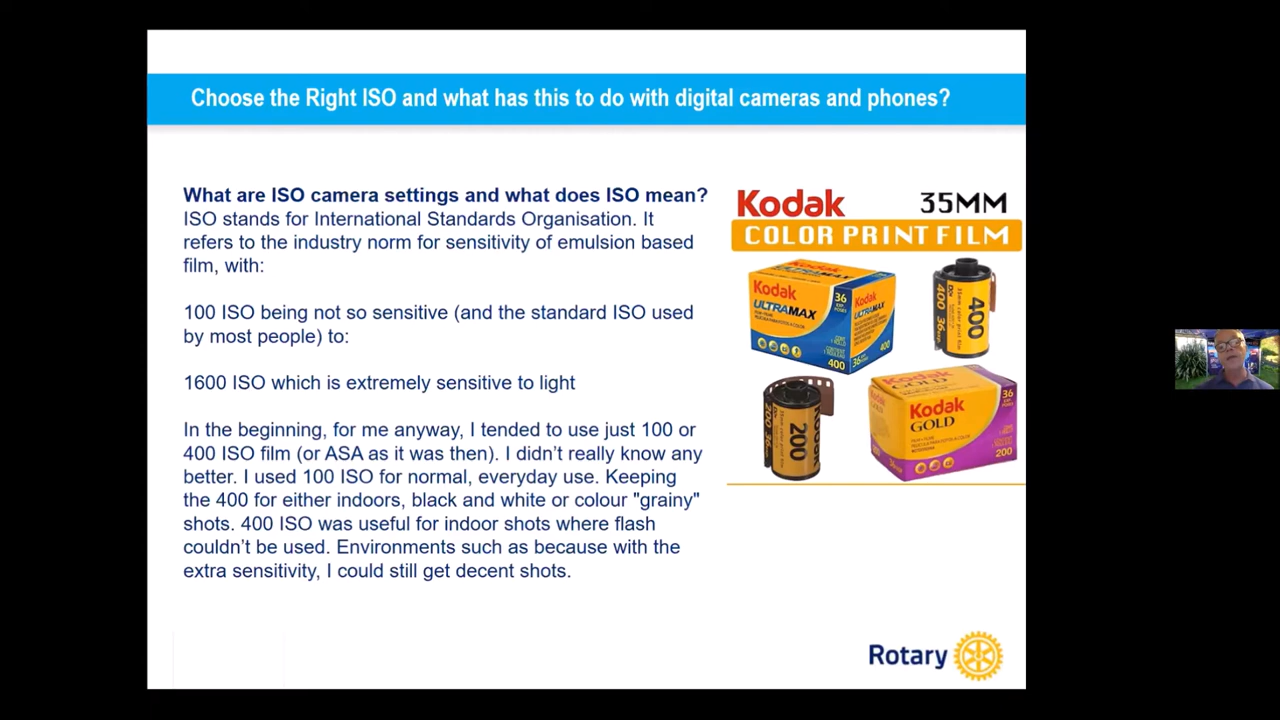 Choose the Right ISO and what has this to do with digital cameras and phones?
What are ISO camera settings and what does ISO mean?
ISO stands for International Standards Organisation. It
refers to the industry norm for sensitivity of emulsion based
film, with:
100 ISO being not so sensitive (and the standard ISO used
by most people) to:
1600 ISO which is extremely sensitive to light
In the beginning, for me anyway, I tended to use just 100 or
400 ISO film (or ASA as it was then). I didn't really know any
better. I used 100 ISO for normal, everyday use. Keeping
the 400 for either indoors, black and white or colour "grainy"
shots. 400 ISO was useful for indoor shots where flash
couldn't be used. Environments such as because with the
extra sensitivity, I could still get decent shots.
Kodak 35MM
COLOR PRINT FILM
Kodak
ULTRAMAX
36
400
Kodak
ULTRAMAX
400
400
400
Kodak
200
Kodak
GOLD
36
200
Kodak
GOLD
Rotary